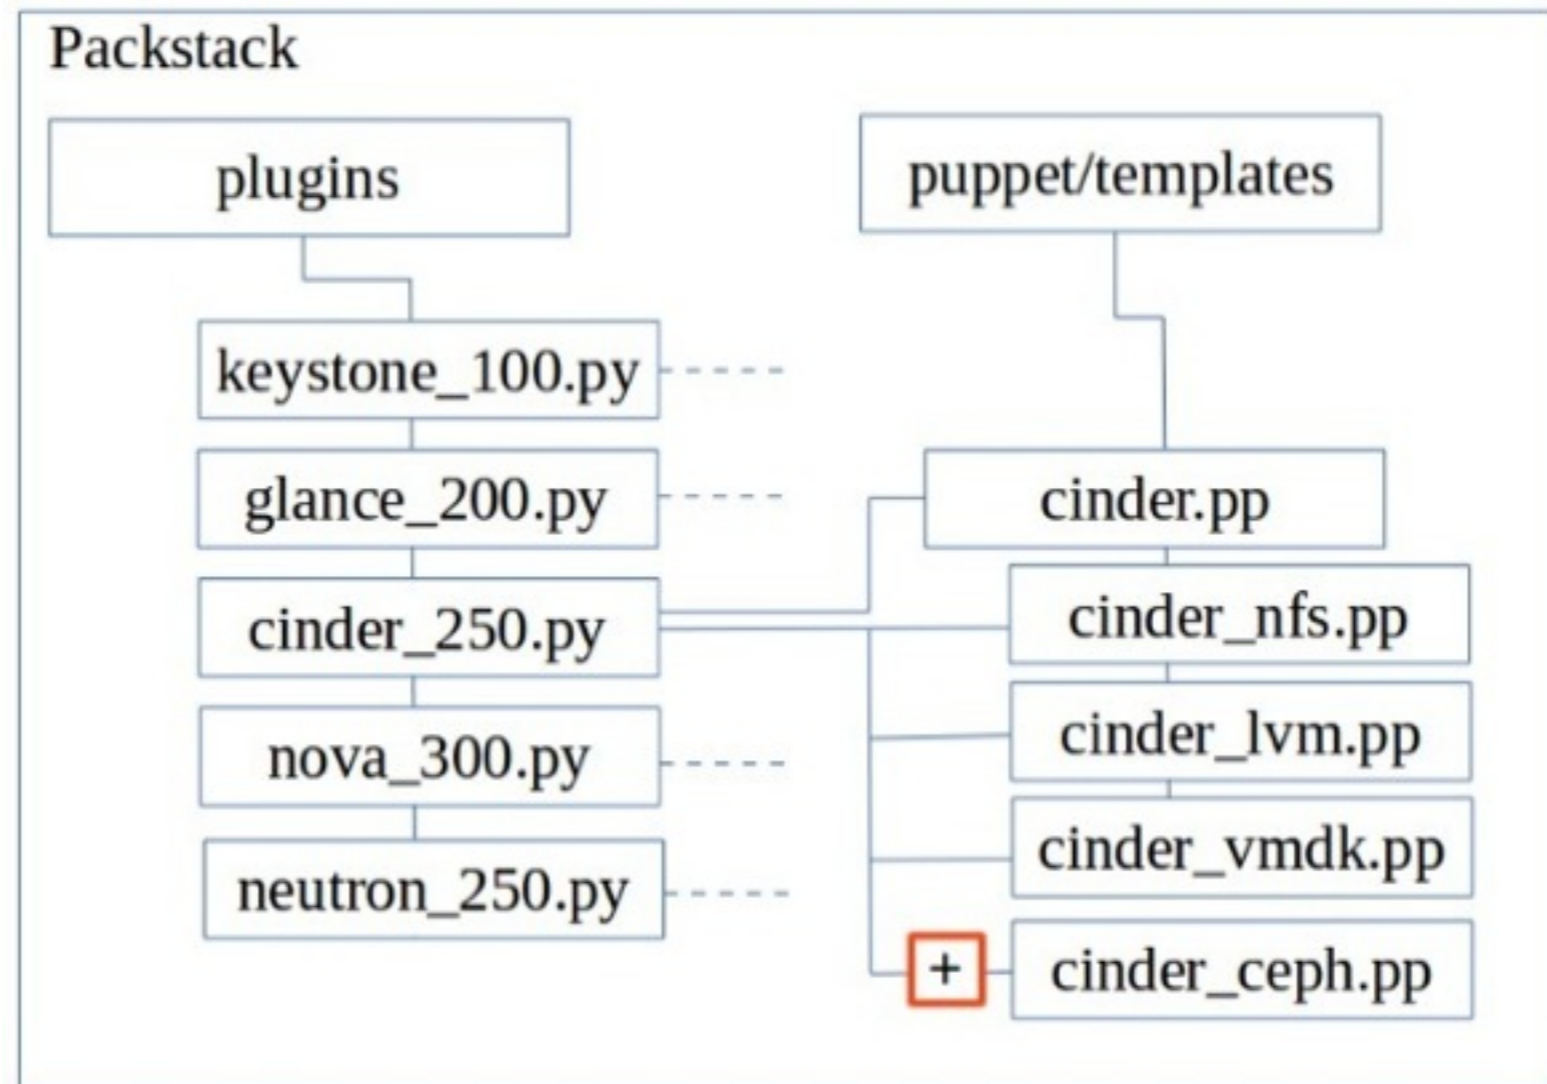 Packstack
plugins
puppet/templates
keystone_100.py
glance_200.py
cinder_250.py
nova_300.py
neutron_250.py
cinder.pp
cinder_nfs.pp
cinder_lvm.pp
cinder_vmdk.pp
+
cinder_ceph.pp